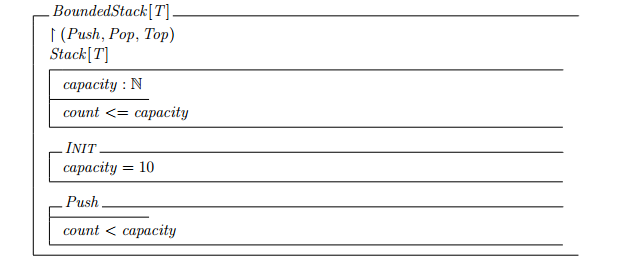 BoundedStack[T]
↾ (Push, Pop, Top)
Stack[T]
capacity : ℕ
count <= capacity
INIT
capacity = 10
Push
count < capacity